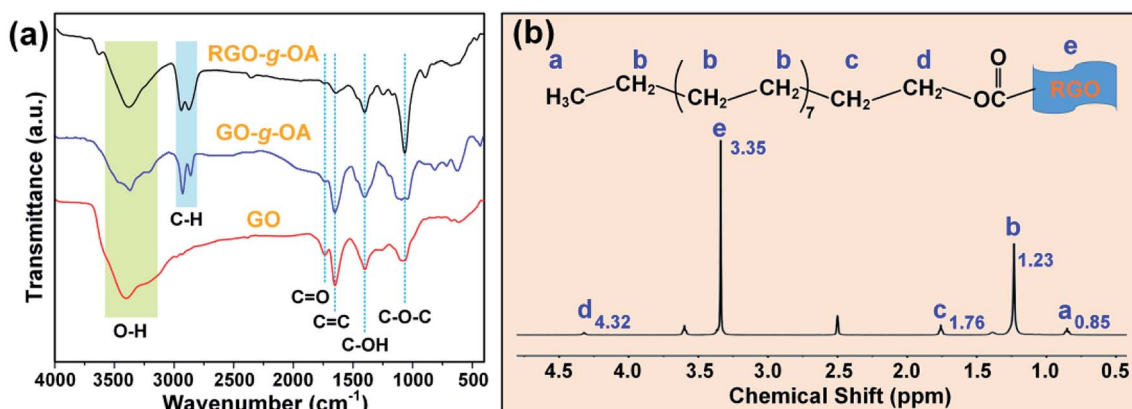 (a)
RGO-g-OA
GO-g-OA
C-H
GO
O-H
C=O
C=C
C-OH
C-O-C
Transmittance (a.u.)
4000 3500 3000 2500 2000 1500 1000 500
Wavenumber (cm⁻¹)
(b)
a b b b c d e
H₃C CH₂ CH₂ CH₂ 7 CH₂ CH₂ OC O RGO
e
3.35
b
1.23
d 4.32
c 1.76
a 0.85
4.5 4.0 3.5 3.0 2.5 2.0 1.5 1.0 0.5
Chemical Shift (ppm)